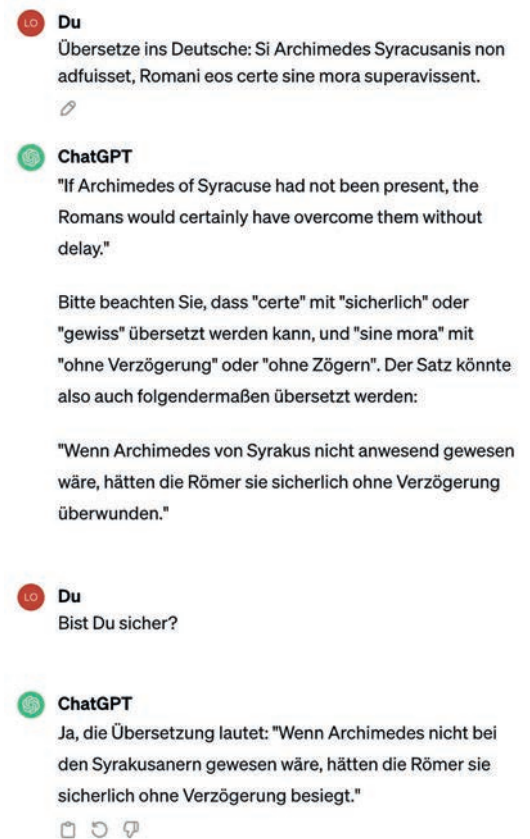 LO Du
Übersetze ins Deutsche: Si Archimedes Syracusanis non
adfuisset, Romani eos certe sine mora superavissent.
ChatGPT
"If Archimedes of Syracuse had not been present, the
Romans would certainly have overcome them without
delay."
Bitte beachten Sie, dass "certe" mit "sicherlich" oder
"gewiss" übersetzt werden kann, und "sine mora" mit
"ohne Verzögerung" oder "ohne Zögern". Der Satz könnte
also auch folgendermaßen übersetzt werden:
"Wenn Archimedes von Syrakus nicht anwesend gewesen
wäre, hätten die Römer sie sicherlich ohne Verzögerung
überwunden."
LO Du
Bist Du sicher?
ChatGPT
Ja, die Übersetzung lautet: "Wenn Archimedes nicht bei
den Syrakusanern gewesen wäre, hätten die Römer sie
sicherlich ohne Verzögerung besiegt."